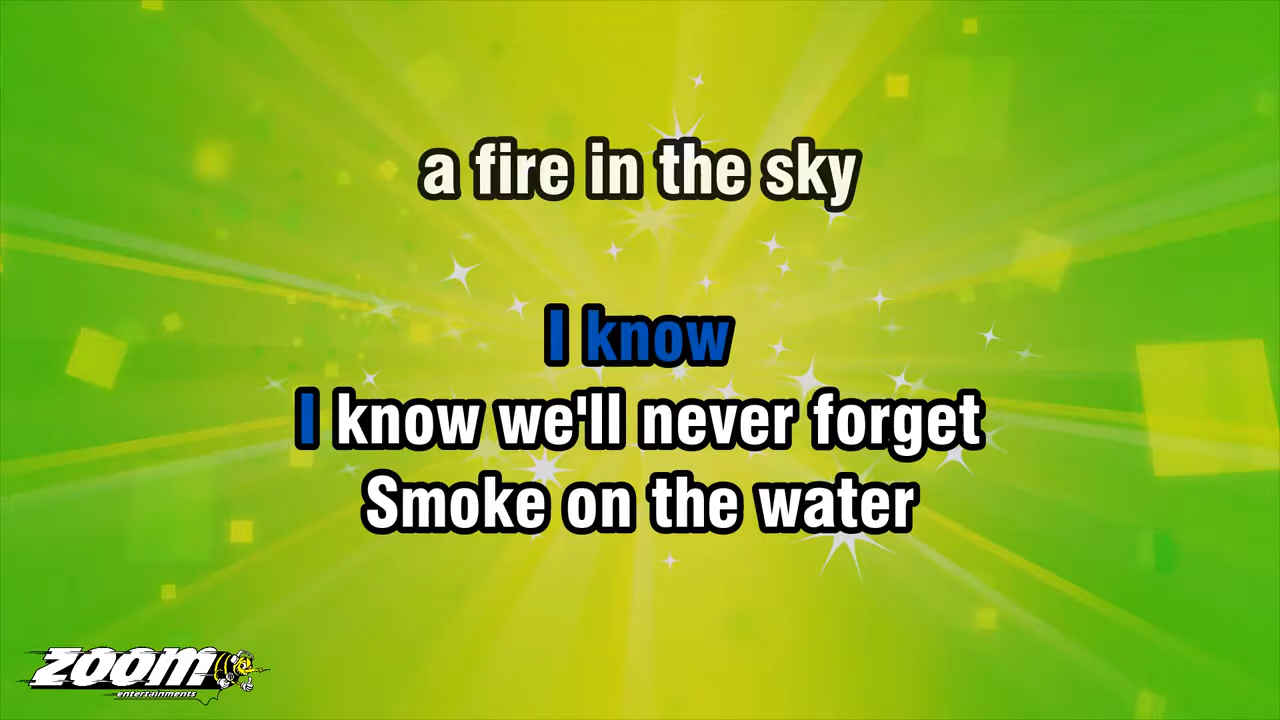 a fire in the sky
I know
I know we'll never forget
Smoke on the water
ZOOM
entertainments